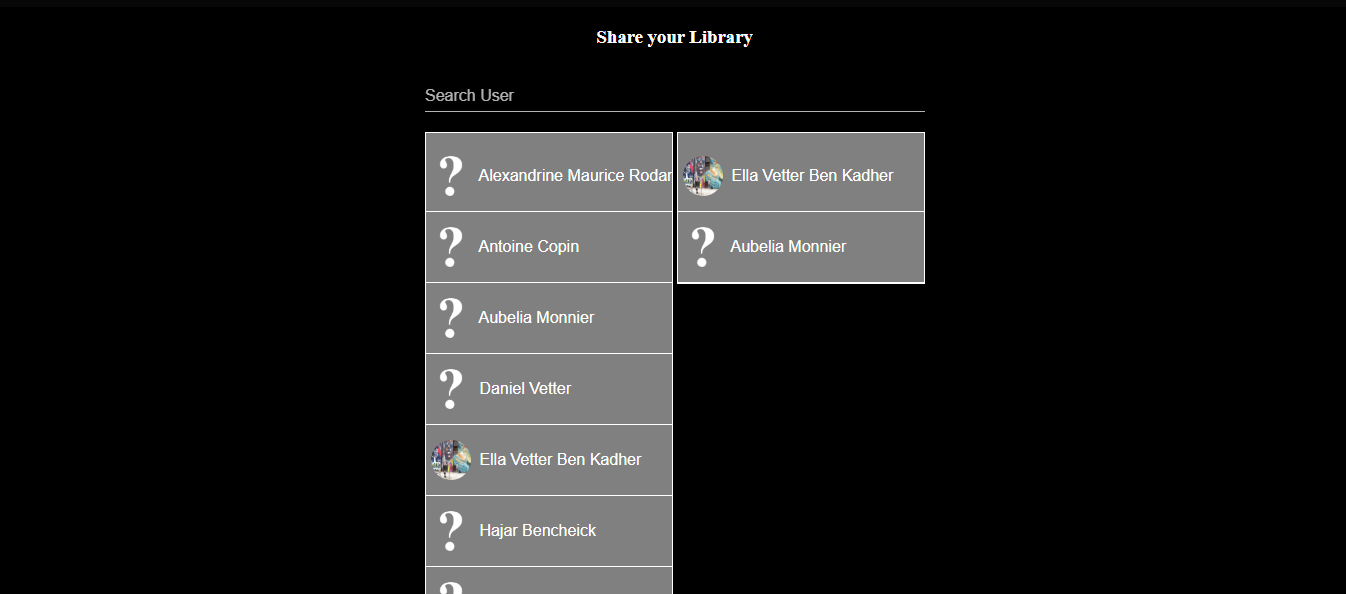 Share your Library
Search User
? Alexandrine Maurice Rodar
? Antoine Copin
? Aubelia Monnier
? Daniel Vetter
Ella Vetter Ben Kadher
? Hajar Bencheick
?
Ella Vetter Ben Kadher
? Aubelia Monnier